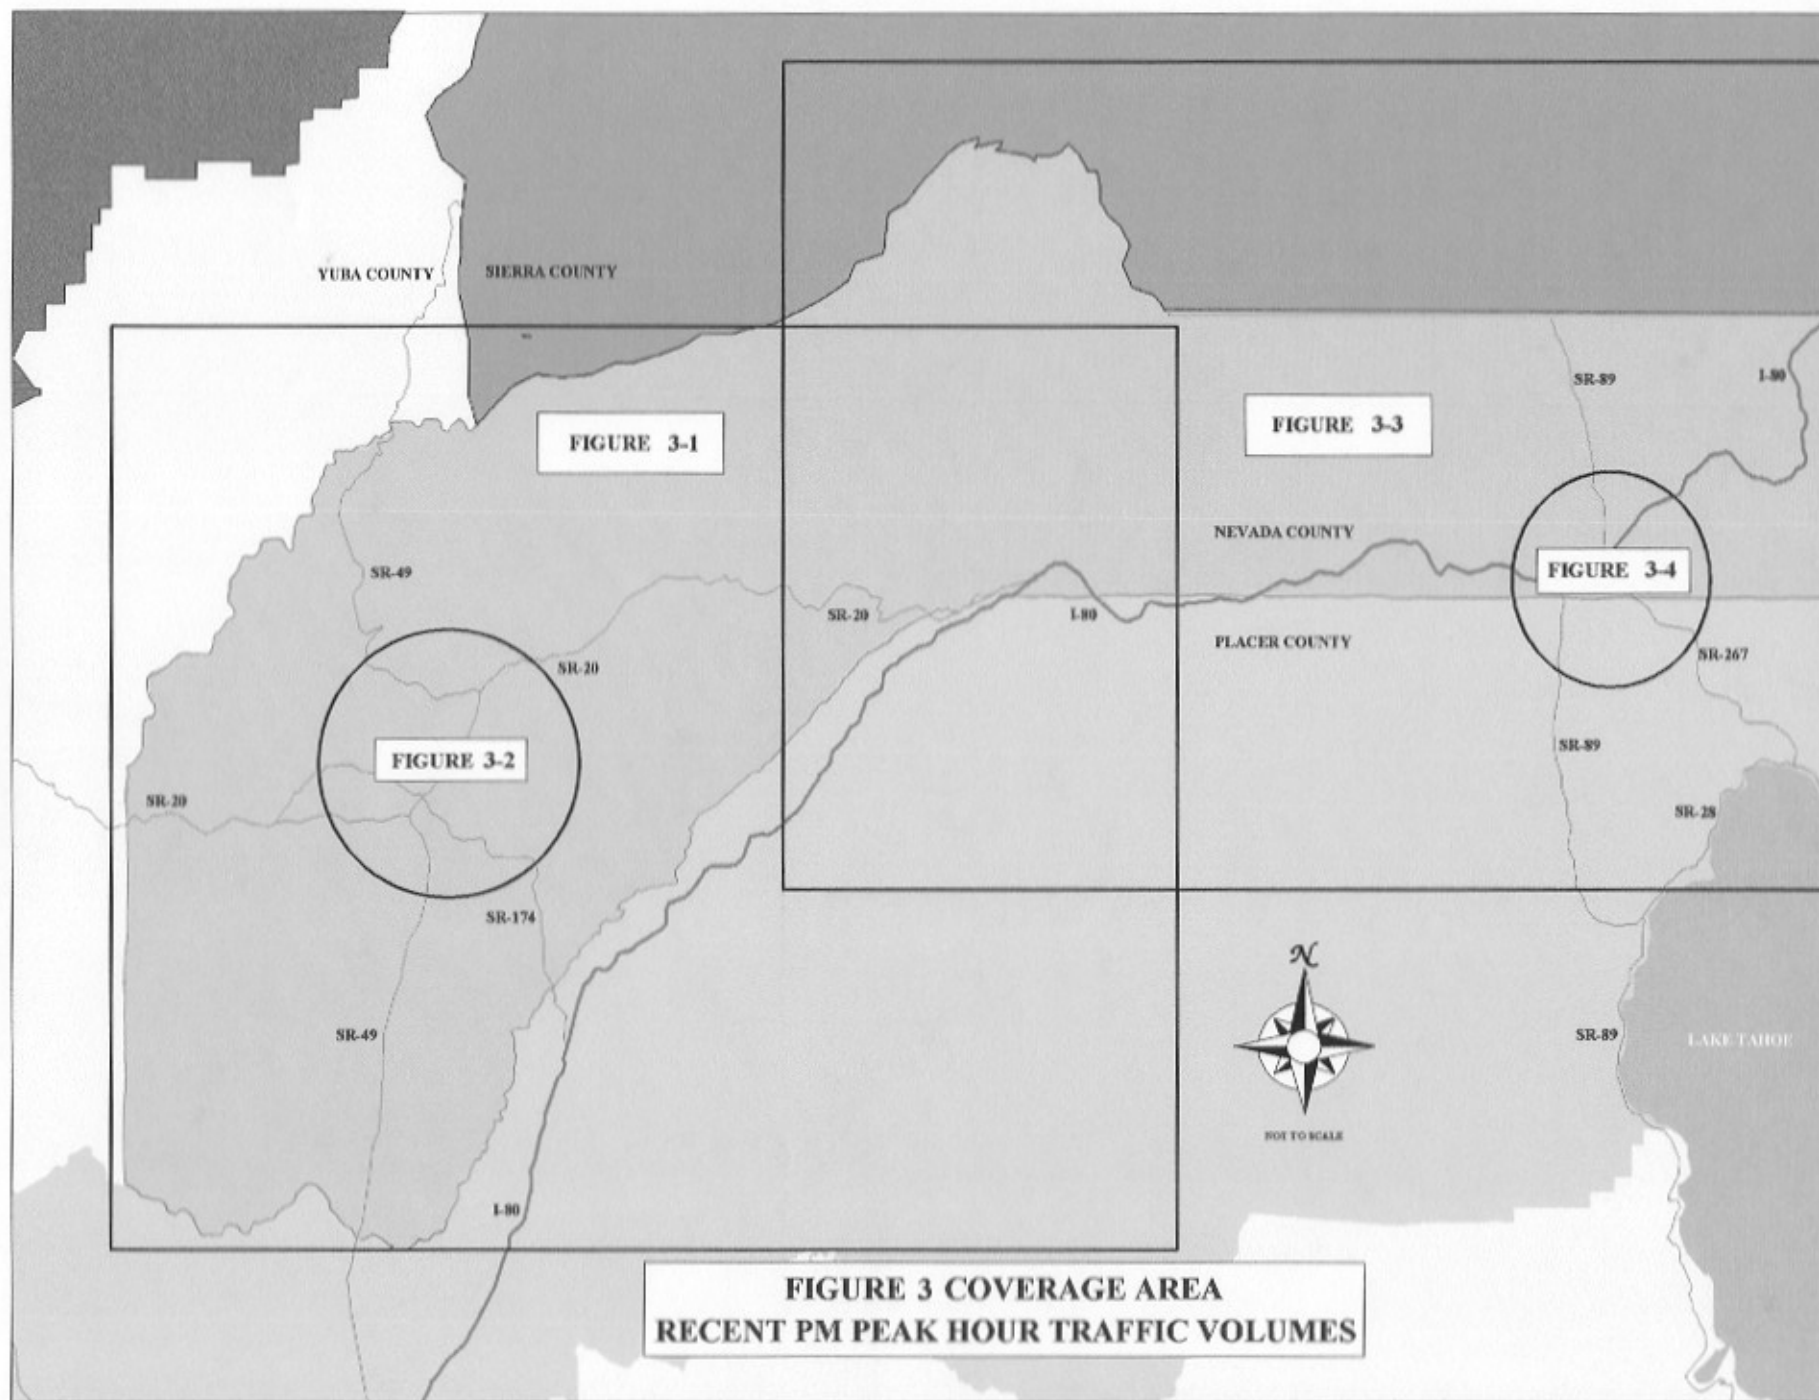 YUBA COUNTY
SIERRA COUNTY
SR-89
I-80
FIGURE 3-1
FIGURE 3-3
NEVADA COUNTY
SR-49
FIGURE 3-4
SR-20
I-80
PLACER COUNTY
SR-20
SR-267
FIGURE 3-2
SR-89
SR-20
SR-28
SR-174
N
SR-49
SR-89
LAKE TAHOE
NOT TO SCALE
I-80
FIGURE 3 COVERAGE AREA
RECENT PM PEAK HOUR TRAFFIC VOLUMES